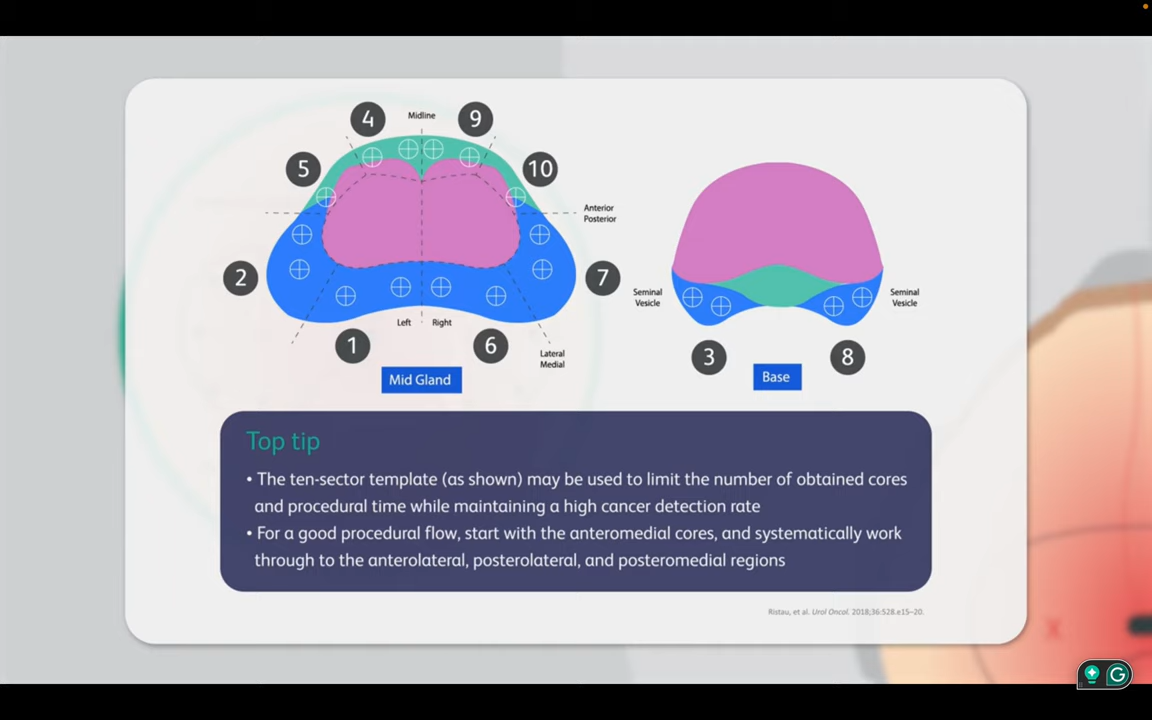 4
Midline
9
5
10
Anterior
Posterior
2
7
Seminal
Vesicle
Seminal
Vesicle
Left
Right
1
6
Lateral
Medial
3
8
Mid Gland
Base
Top tip
• The ten-sector template (as shown) may be used to limit the number of obtained cores
and procedural time while maintaining a high cancer detection rate
• For a good procedural flow, start with the anteromedial cores, and systematically work
through to the anterolateral, posterolateral, and posteromedial regions
Ristau, et al. Urol Oncol. 2018;36:528.e15–20.
X
G